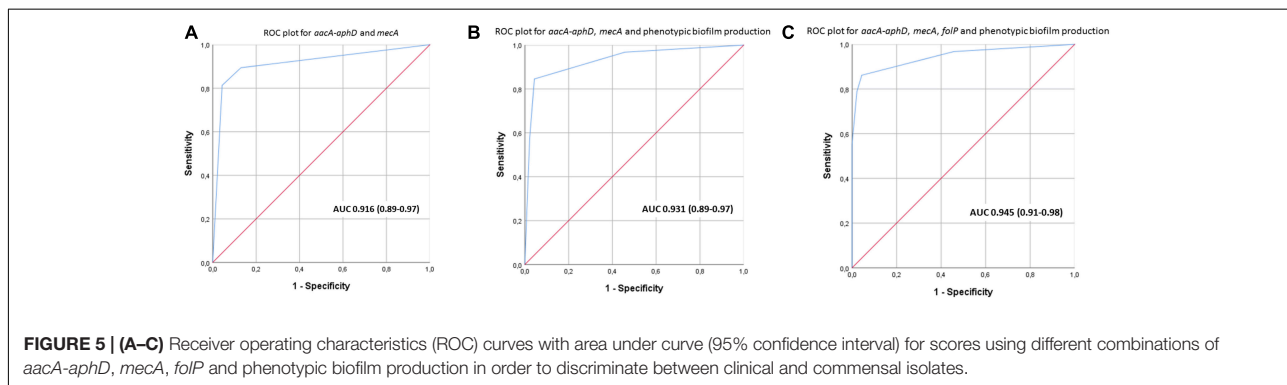 A
ROC plot for aacA-aphD and mecA
1,0
0,8
0,6
0,4
0,2
0,0
Sensitivity
AUC 0.916 (0.89-0.97)
0,0 0,2 0,4 0,6 0,8 1,0
1 - Specificity
B
ROC plot for aacA-aphD, mecA and phenotypic biofilm production
1,0
0,8
0,6
0,4
0,2
0,0
Sensitivity
AUC 0.931 (0.89-0.97)
0,0 0,2 0,4 0,6 0,8 1,0
1 - Specificity
C
ROC plot for aacA-aphD, mecA, folP and phenotypic biofilm production
1,0
0,8
0,6
0,4
0,2
0,0
Sensitivity
AUC 0.945 (0.91-0.98)
0,0 0,2 0,4 0,6 0,8 1,0
1 - Specificity
FIGURE 5 | (A–C) Receiver operating characteristics (ROC) curves with area under curve (95% confidence interval) for scores using different combinations of
aacA-aphD, mecA, folP and phenotypic biofilm production in order to discriminate between clinical and commensal isolates.